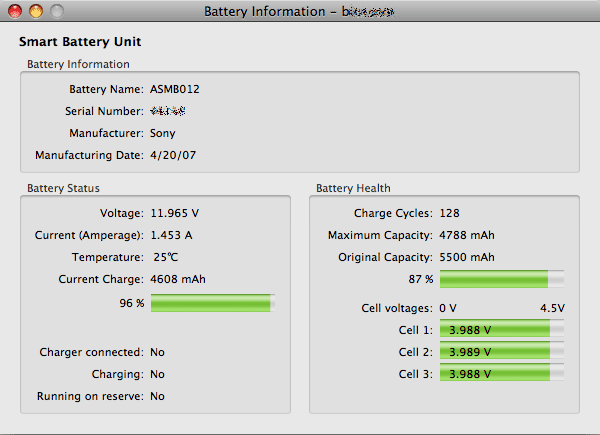 Battery Information –
Smart Battery Unit
Battery Information
Battery Name: ASMB012
Serial Number:
Manufacturer: Sony
Manufacturing Date: 4/20/07
Battery Status
Voltage: 11.965 V
Current (Amperage): 1.453 A
Temperature: 25℃
Current Charge: 4608 mAh
96 %
Charger connected: No
Charging: No
Running on reserve: No
Battery Health
Charge Cycles: 128
Maximum Capacity: 4788 mAh
Original Capacity: 5500 mAh
87 %
Cell voltages: 0 V 4.5V
Cell 1: 3.988 V
Cell 2: 3.989 V
Cell 3: 3.988 V